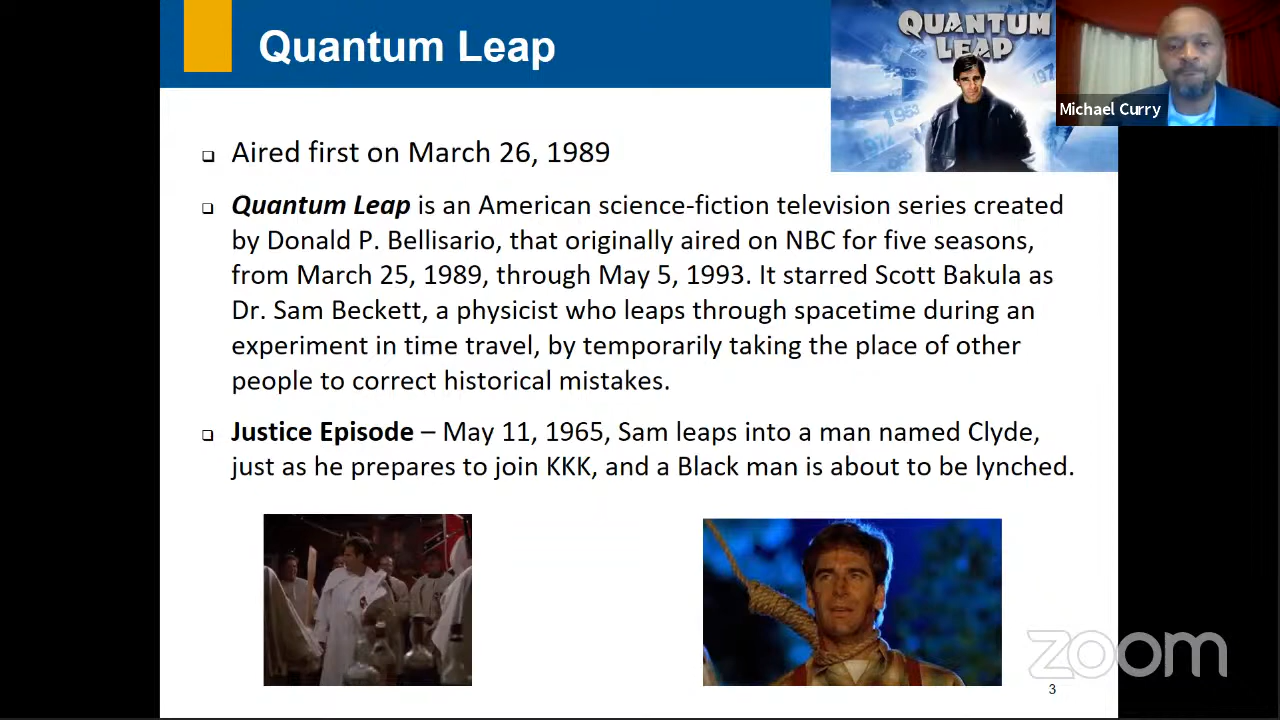 Quantum Leap
QUANTUM
LEAP
Michael Curry
❑ Aired first on March 26, 1989
❑ Quantum Leap is an American science-fiction television series created
by Donald P. Bellisario, that originally aired on NBC for five seasons,
from March 25, 1989, through May 5, 1993. It starred Scott Bakula as
Dr. Sam Beckett, a physicist who leaps through spacetime during an
experiment in time travel, by temporarily taking the place of other
people to correct historical mistakes.
❑ Justice Episode – May 11, 1965, Sam leaps into a man named Clyde,
just as he prepares to join KKK, and a Black man is about to be lynched.
zoom
3